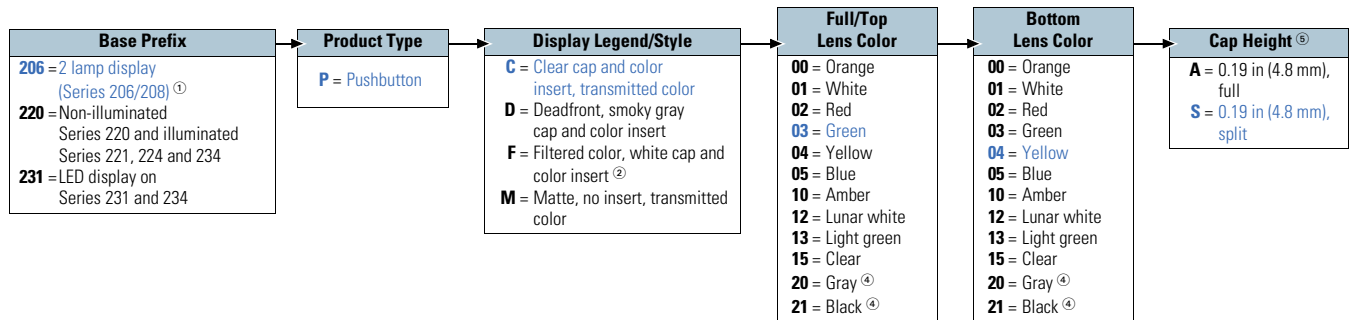 Base Prefix
206 = 2 lamp display
(Series 206/208) ①
220 = Non-illuminated
Series 220 and illuminated
Series 221, 224 and 234
231 = LED display on
Series 231 and 234
Product Type
P = Pushbutton
Display Legend/Style
C = Clear cap and color
insert, transmitted color
D = Deadfront, smoky gray
cap and color insert
F = Filtered color, white cap and
color insert ②
M = Matte, no insert, transmitted
color
Full/Top
Lens Color
00 = Orange
01 = White
02 = Red
03 = Green
04 = Yellow
05 = Blue
10 = Amber
12 = Lunar white
13 = Light green
15 = Clear
20 = Gray ④
21 = Black ④
Bottom
Lens Color
00 = Orange
01 = White
02 = Red
03 = Green
04 = Yellow
05 = Blue
10 = Amber
12 = Lunar white
13 = Light green
15 = Clear
20 = Gray ④
21 = Black ④
Cap Height ⑤
A = 0.19 in (4.8 mm),
full
S = 0.19 in (4.8 mm),
split